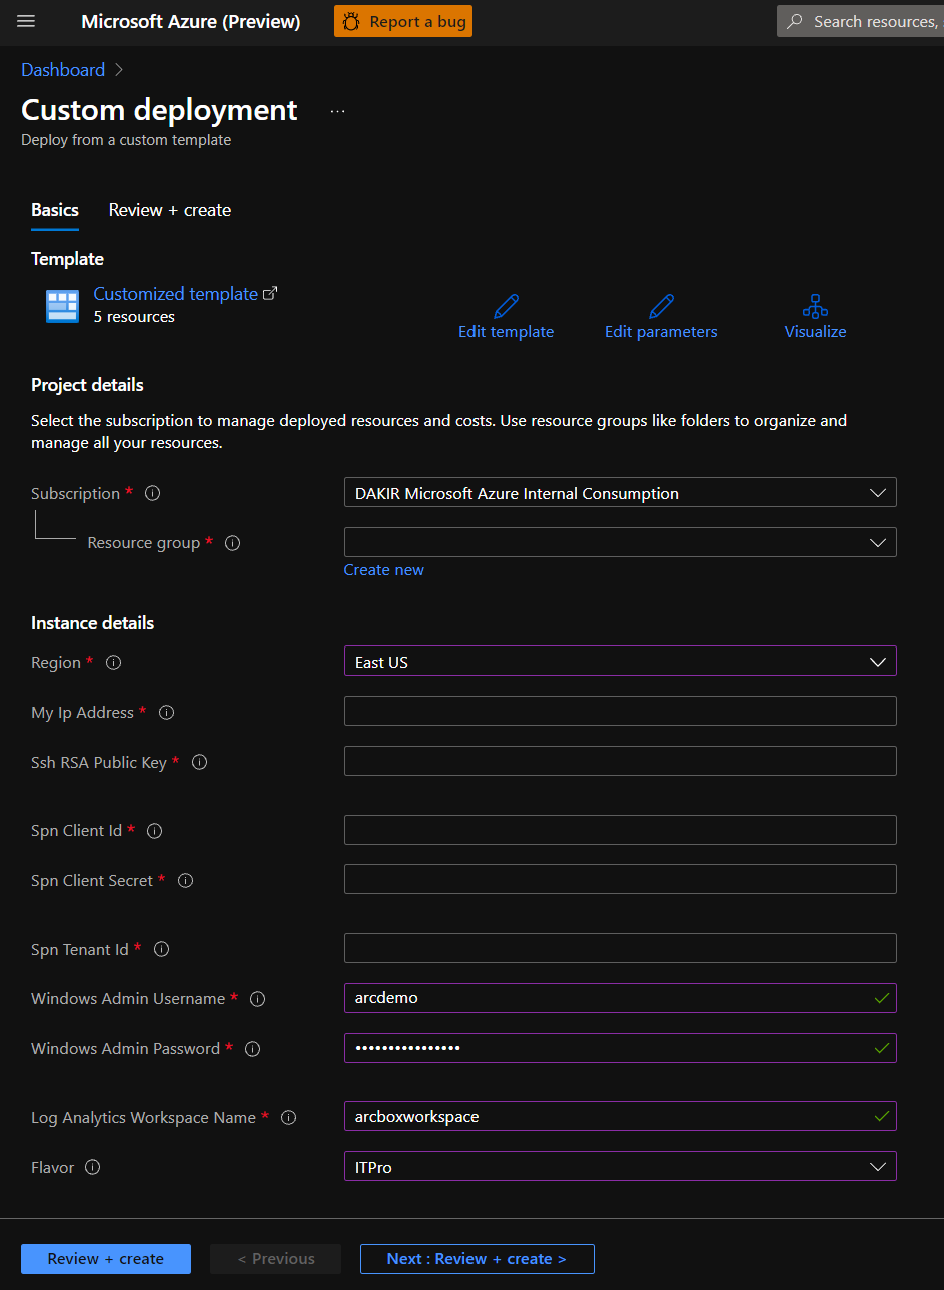 Microsoft Azure (Preview)
Report a bug
Search resources,
Dashboard
Custom deployment
...
Deploy from a custom template
Basics
Review + create
Template
Customized template
5 resources
Edit template
Edit parameters
Visualize
Project details
Select the subscription to manage deployed resources and costs. Use resource groups like folders to organize and
manage all your resources.
Subscription *
DAKIR Microsoft Azure Internal Consumption
Resource group *
Create new
Instance details
Region *
East US
My Ip Address *
Ssh RSA Public Key *
Spn Client Id *
Spn Client Secret *
Spn Tenant Id *
Windows Admin Username *
arcdemo
Windows Admin Password *
••••••••••••••••
Log Analytics Workspace Name *
arcboxworkspace
Flavor
ITPro
Review + create
< Previous
Next : Review + create >